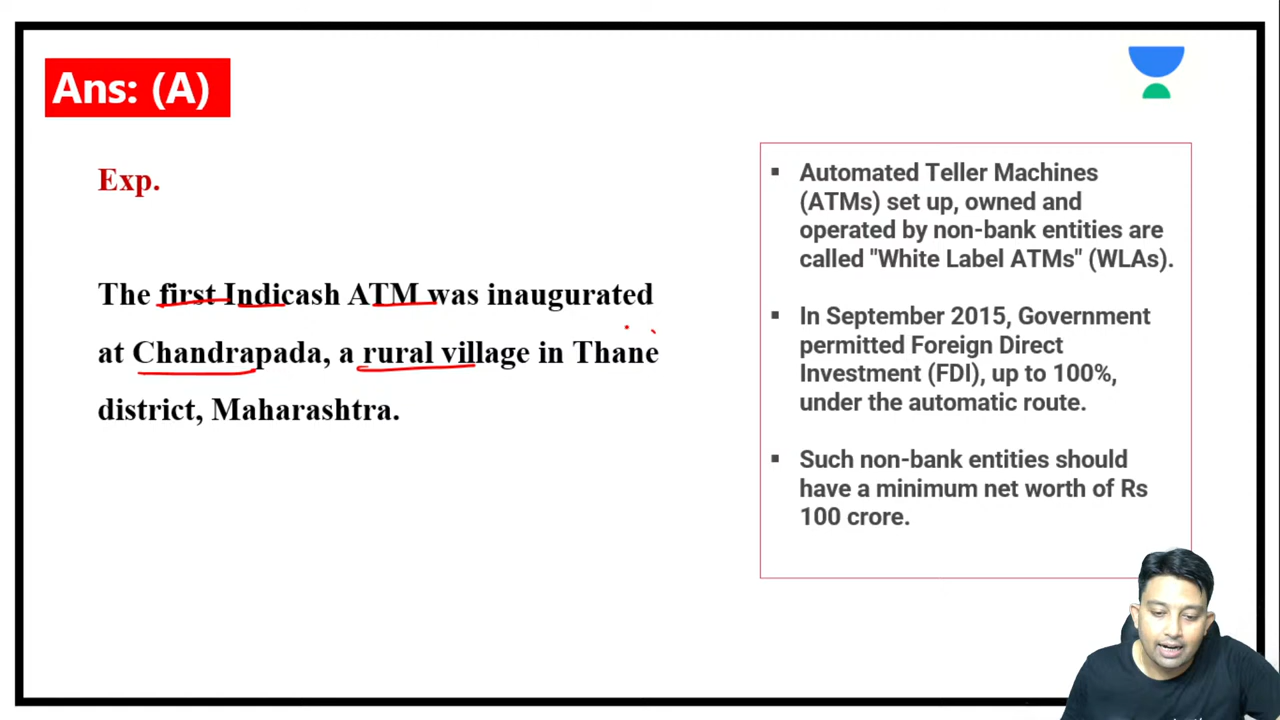 Ans: (A)
Exp.
The first Indicash ATM was inaugurated
at Chandrapada, a rural village in Thane
district, Maharashtra.
▪ Automated Teller Machines
(ATMs) set up, owned and
operated by non-bank entities are
called "White Label ATMs" (WLAs).
▪ In September 2015, Government
permitted Foreign Direct
Investment (FDI), up to 100%,
under the automatic route.
▪ Such non-bank entities should
have a minimum net worth of Rs
100 crore.